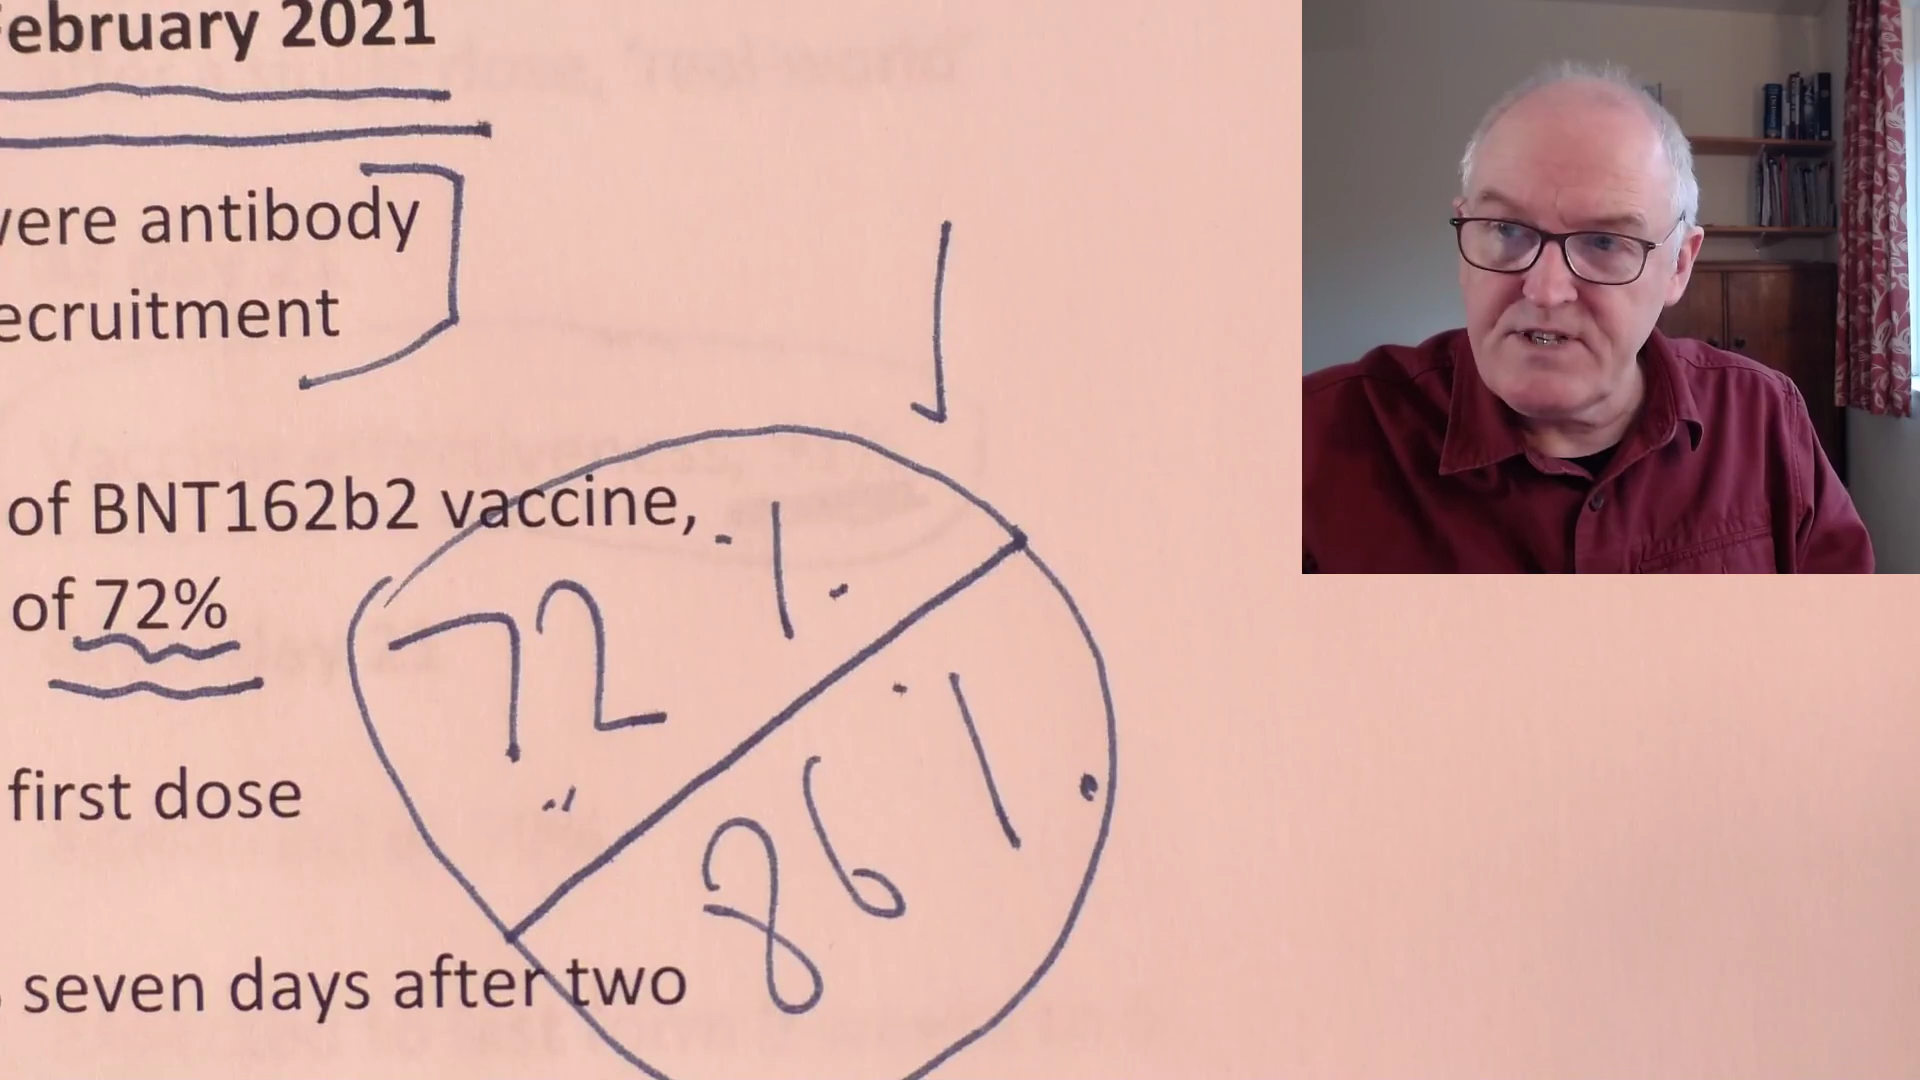 February 2021
were antibody
recruitment
of BNT162b2 vaccine,
of 72%
72 %
first dose
86 %
seven days after two